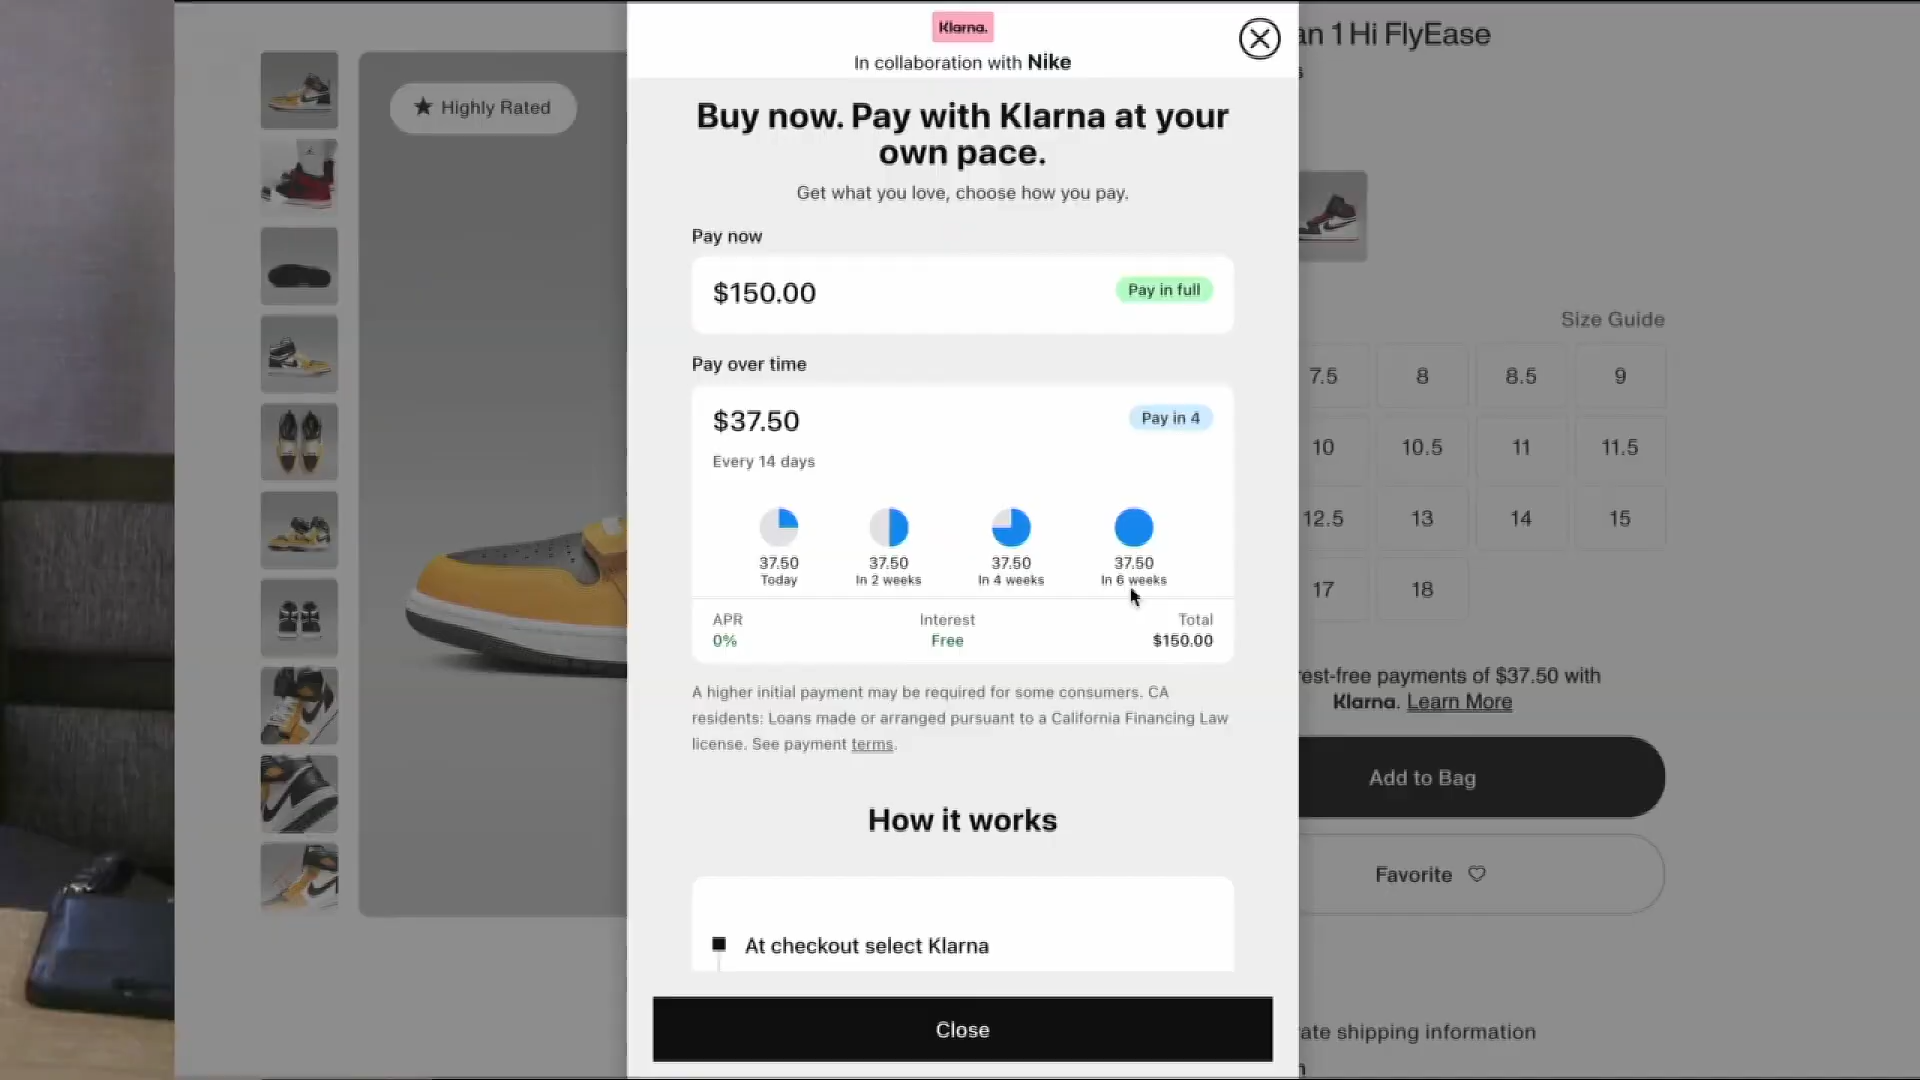 Klarna.
In collaboration with Nike
Buy now. Pay with Klarna at your
own pace.
Get what you love, choose how you pay.
Pay now
$150.00
Pay in full
Pay over time
$37.50
Pay in 4
Every 14 days
37.50
Today
37.50
In 2 weeks
37.50
In 4 weeks
37.50
In 6 weeks
APR
0%
Interest
Free
Total
$150.00
A higher initial payment may be required for some consumers. CA
residents: Loans made or arranged pursuant to a California Financing Law
license. See payment terms.
How it works
At checkout select Klarna
Close
★ Highly Rated
an 1 Hi FlyEase
s
Size Guide
7.5 8 8.5 9
10 10.5 11 11.5
12.5 13 14 15
17 18
est-free payments of $37.50 with
Klarna. Learn More
Add to Bag
Favorite
ate shipping information